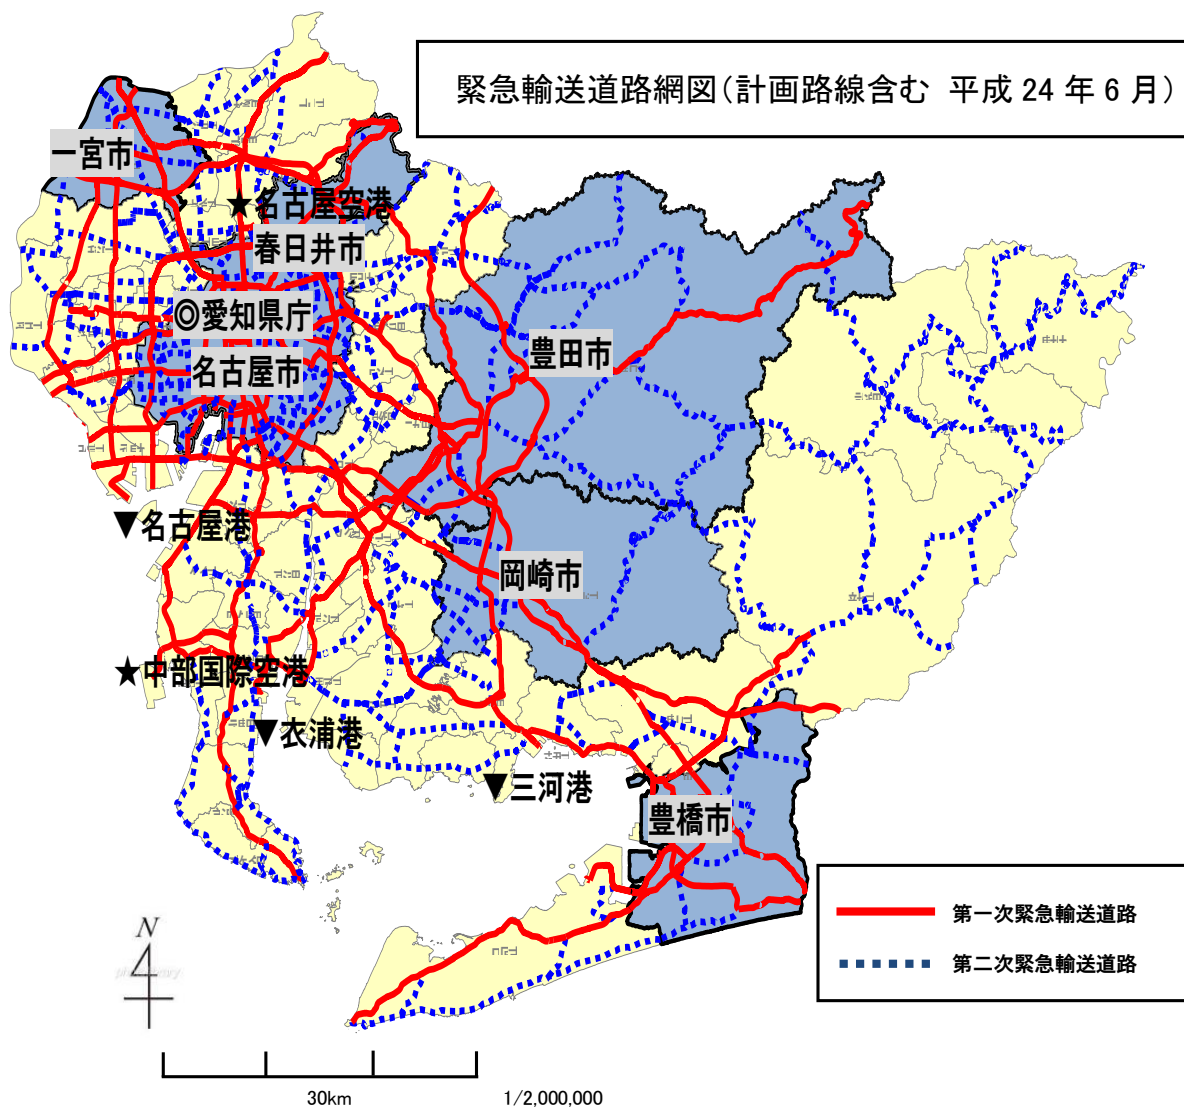 緊急輸送道路網図(計画路線含む 平成 24 年 6 月)
一宮市
★名古屋空港
春日井市
◎愛知県庁
名古屋市
豊田市
▼名古屋港
岡崎市
★中部国際空港
▼衣浦港
▼三河港
豊橋市
第一次緊急輸送道路
第二次緊急輸送道路
N
30km
1/2,000,000